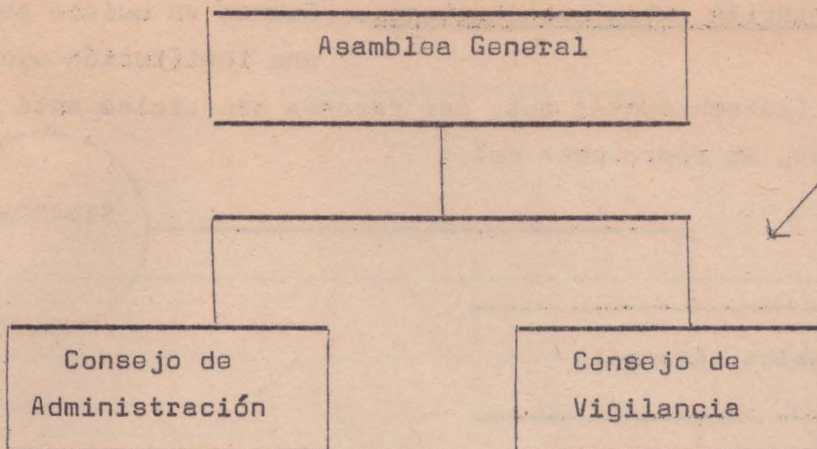 Asamblea General
Consejo de
Administración
Consejo de
Vigilancia